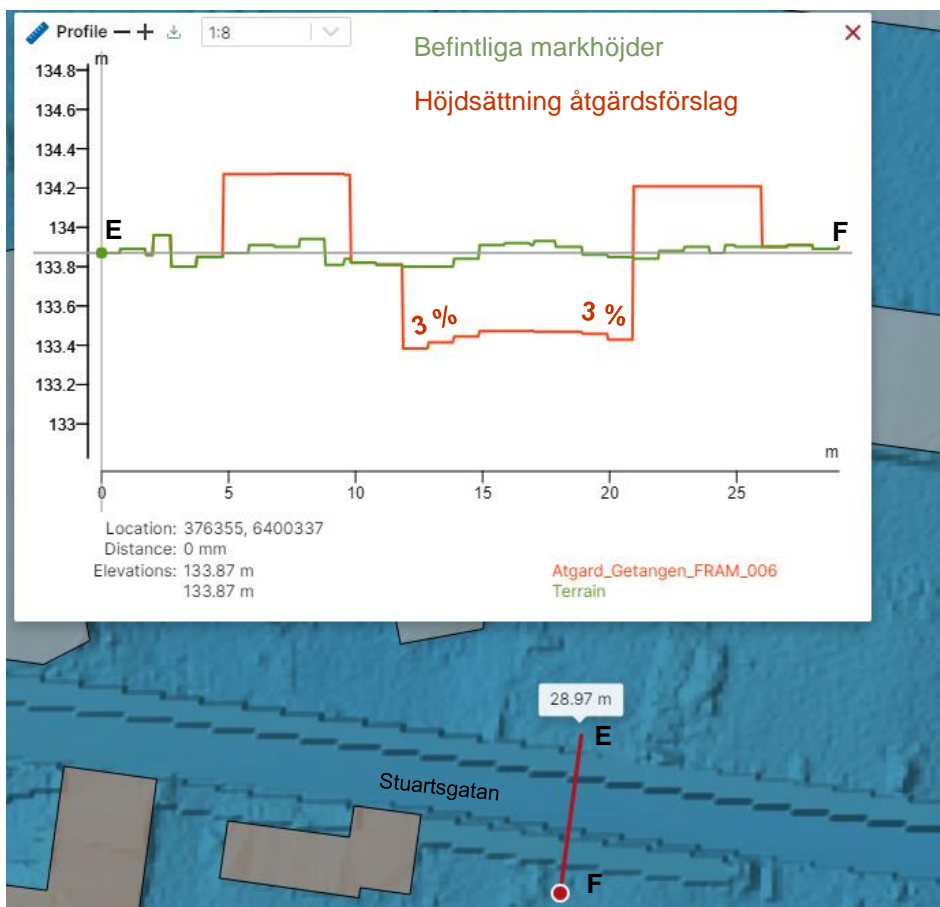 Profile
1:8
Befintliga markhöjder
Höjdsättning åtgärdsförslag
m
134.8
134.6
134.4
134.2
134
133.8
133.6
133.4
133.2
133
E
F
3 %
3 %
m
0
5
10
15
20
25
Location: 376355, 6400337
Distance: 0 mm
Elevations: 133.87 m
133.87 m
Atgard_Getangen_FRAM_006
Terrain
28.97 m
E
Stuartsgatan
F